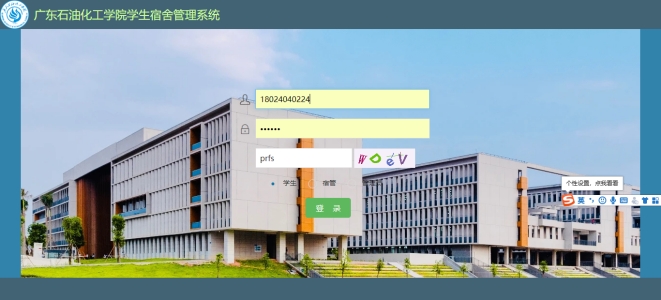 广东石油化工学院学生宿舍管理系统
18024040224
••••••
prfs
学生 宿管
个性设置，点我看看
英
登 录